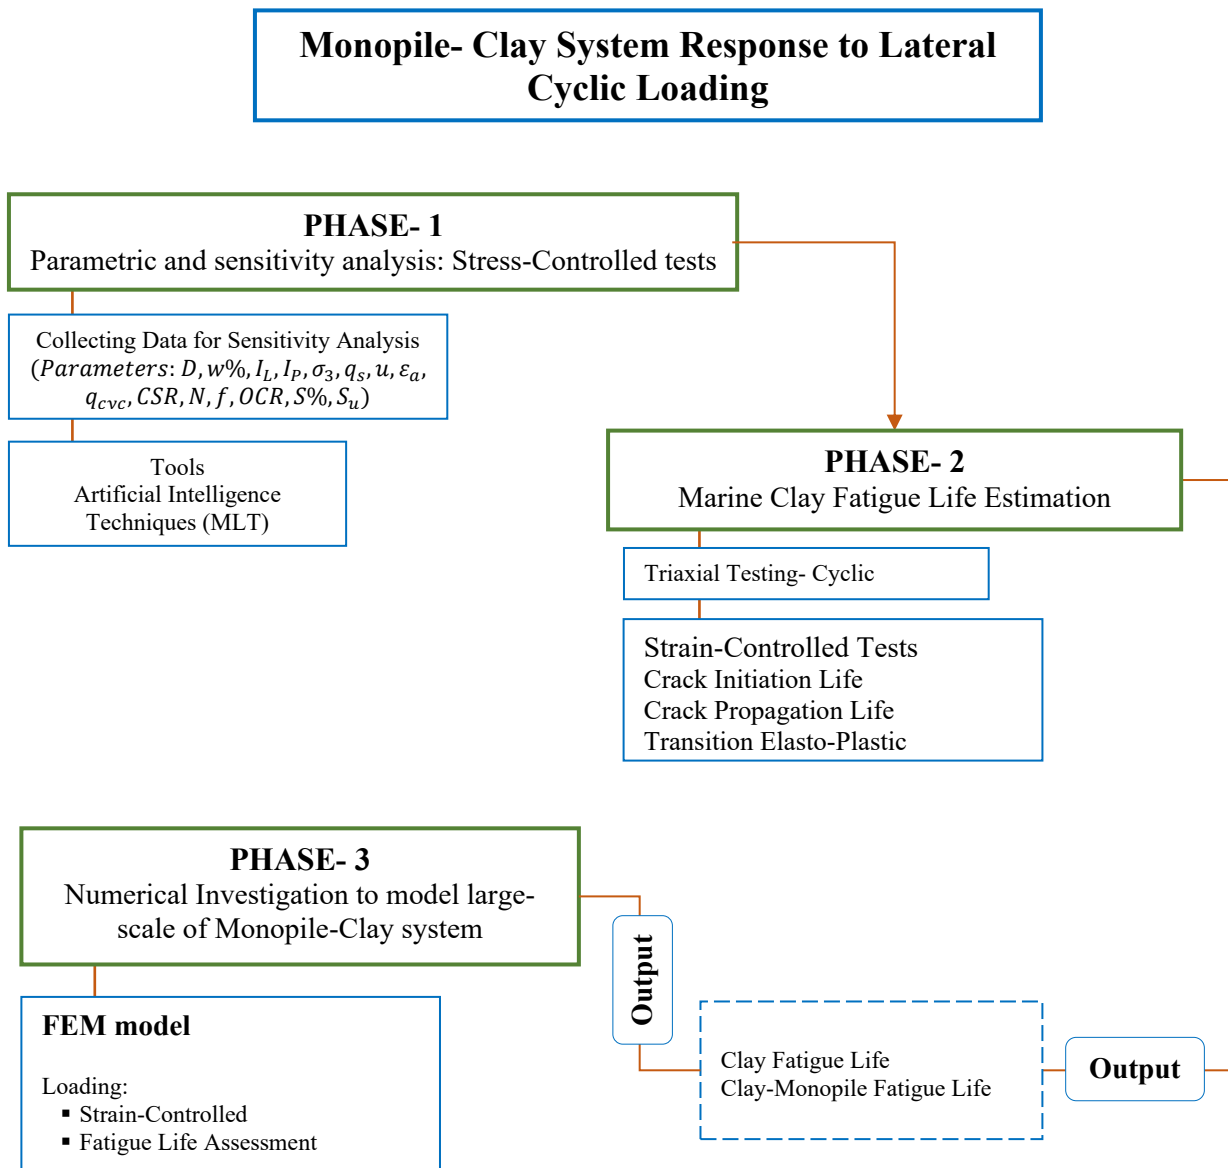 Monopile- Clay System Response to Lateral
Cyclic Loading
PHASE- 1
Parametric and sensitivity analysis: Stress-Controlled tests
Collecting Data for Sensitivity Analysis
(Parameters: D, w%, I_L, I_P, σ_3, q_s, u, ε_a,
q_cvc, CSR, N, f, OCR, S%, S_u)
Tools
Artificial Intelligence
Techniques (MLT)
PHASE- 2
Marine Clay Fatigue Life Estimation
Triaxial Testing- Cyclic
Strain-Controlled Tests
Crack Initiation Life
Crack Propagation Life
Transition Elasto-Plastic
PHASE- 3
Numerical Investigation to model large-
scale of Monopile-Clay system
FEM model
Loading:
▪ Strain-Controlled
▪ Fatigue Life Assessment
Output
Clay Fatigue Life
Clay-Monopile Fatigue Life
Output